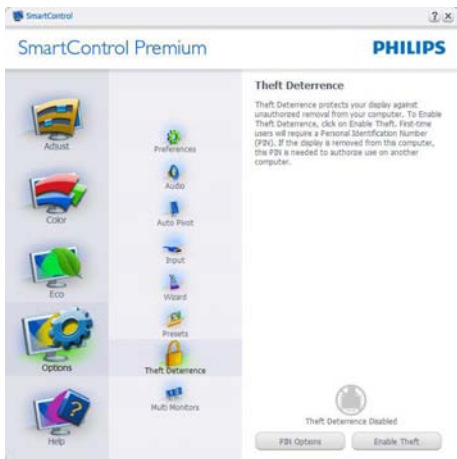 SmartControl
SmartControl Premium
PHILIPS
Adjust
Color
Eco
Options
Help
Preferences
Audio
Auto Pivot
Input
Wizard
Presets
Theft Deterrence
Multi Monitors
Theft Deterrence
Theft Deterrence protects your display against
unauthorized removal from your computer. To Enable
Theft Deterrence, click on Enable Theft. First-time
users will require a Personal Identification Number
(PIN). If the display is removed from this computer,
this PIN is needed to authorize use on another
computer.
Theft Deterrence Disabled
PIN Options
Enable Theft